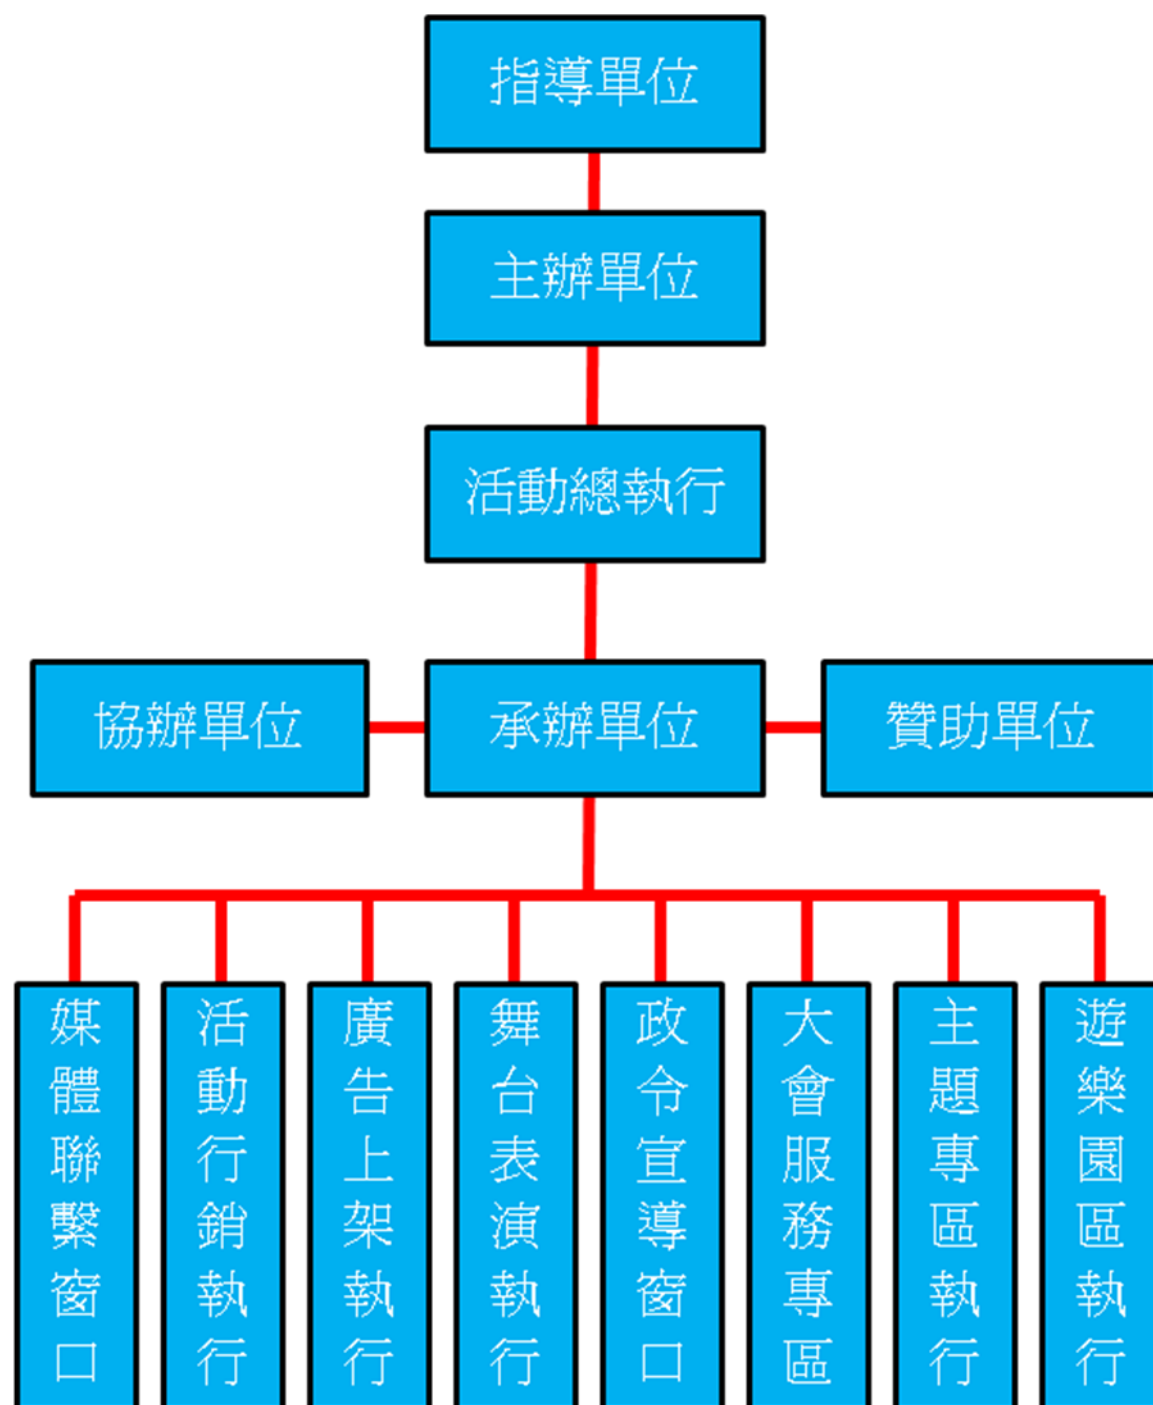 指導單位
主辦單位
活動總執行
協辦單位
承辦單位
贊助單位
媒體聯繫窗口
活動行銷執行
廣告上架執行
舞台表演執行
政令宣導窗口
大會服務專區
主題專區執行
遊樂園區執行